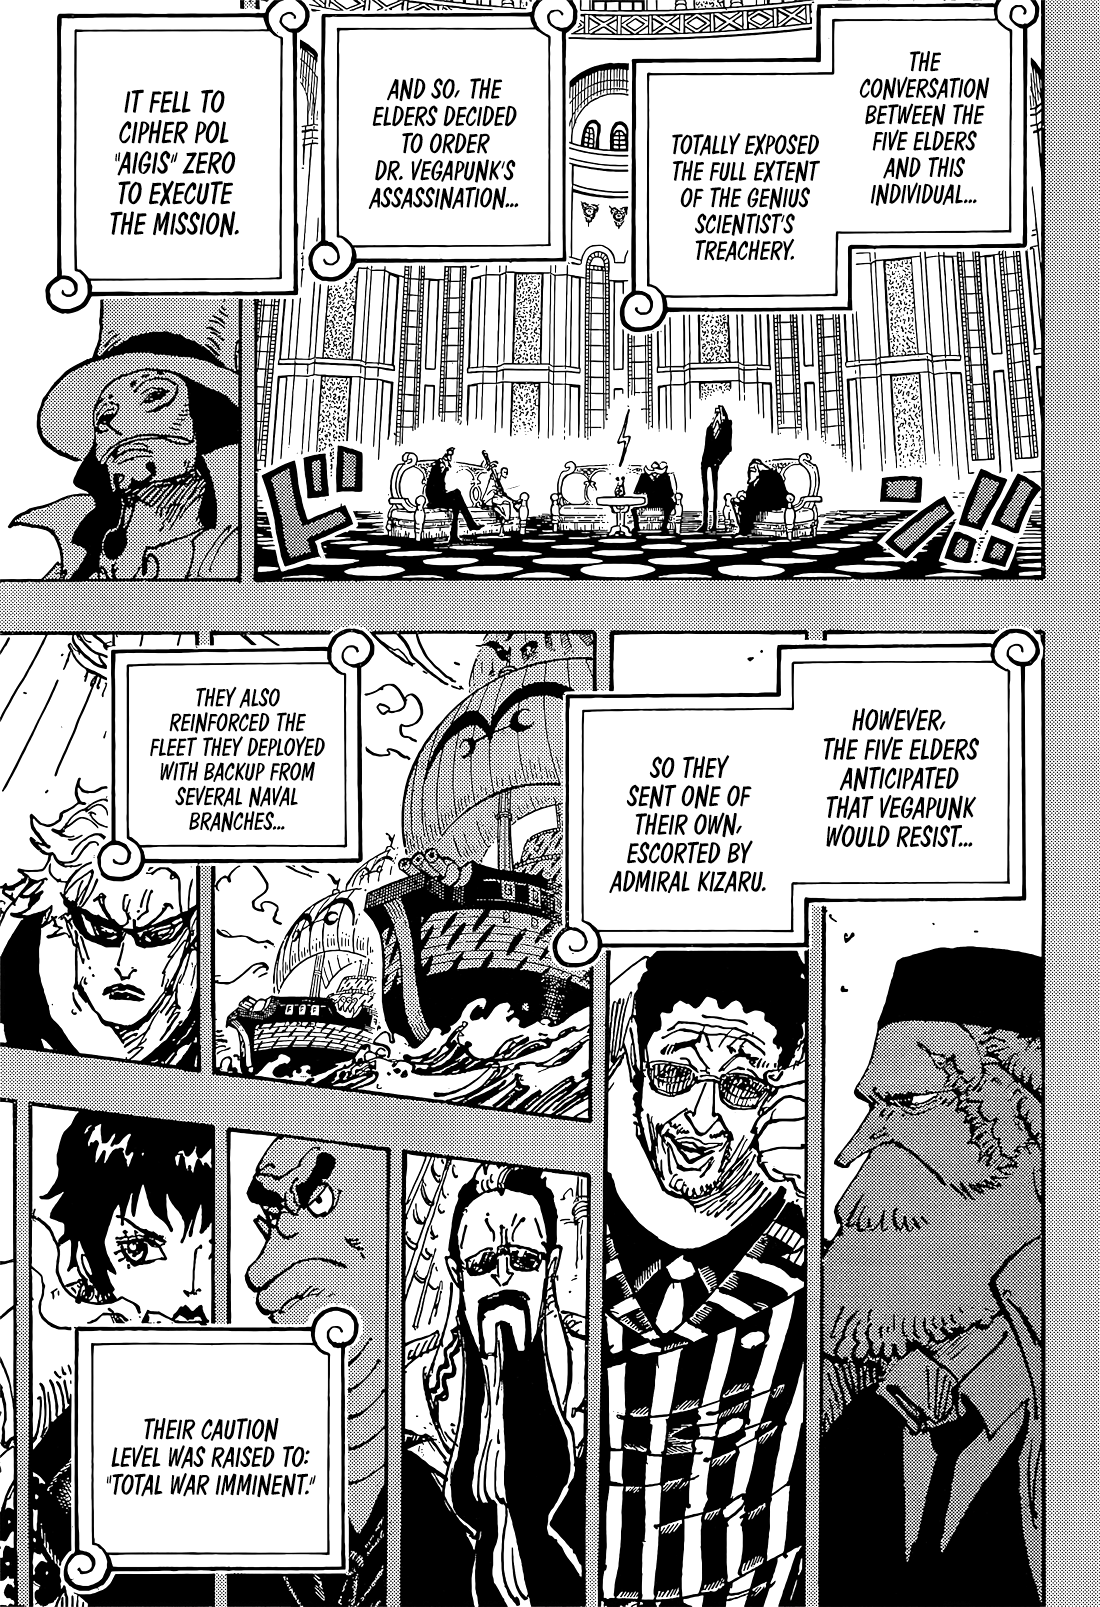 THE
CONVERSATION
BETWEEN THE
FIVE ELDERS
AND THIS
INDIVIDUAL...
TOTALLY EXPOSED
THE FULL EXTENT
OF THE GENIUS
SCIENTIST'S
TREACHERY.
AND SO, THE
ELDERS DECIDED
TO ORDER
DR. VEGAPUNK'S
ASSASSINATION...
IT FELL TO
CIPHER POL
"AIGIS" ZERO
TO EXECUTE
THE MISSION.
ドン!!
HOWEVER,
THE FIVE ELDERS
ANTICIPATED
THAT VEGAPUNK
WOULD RESIST...
SO THEY
SENT ONE OF
THEIR OWN,
ESCORTED BY
ADMIRAL KIZARU.
THEY ALSO
REINFORCED THE
FLEET THEY DEPLOYED
WITH BACKUP FROM
SEVERAL NAVAL
BRANCHES...
THEIR CAUTION
LEVEL WAS RAISED TO:
"TOTAL WAR IMMINENT."